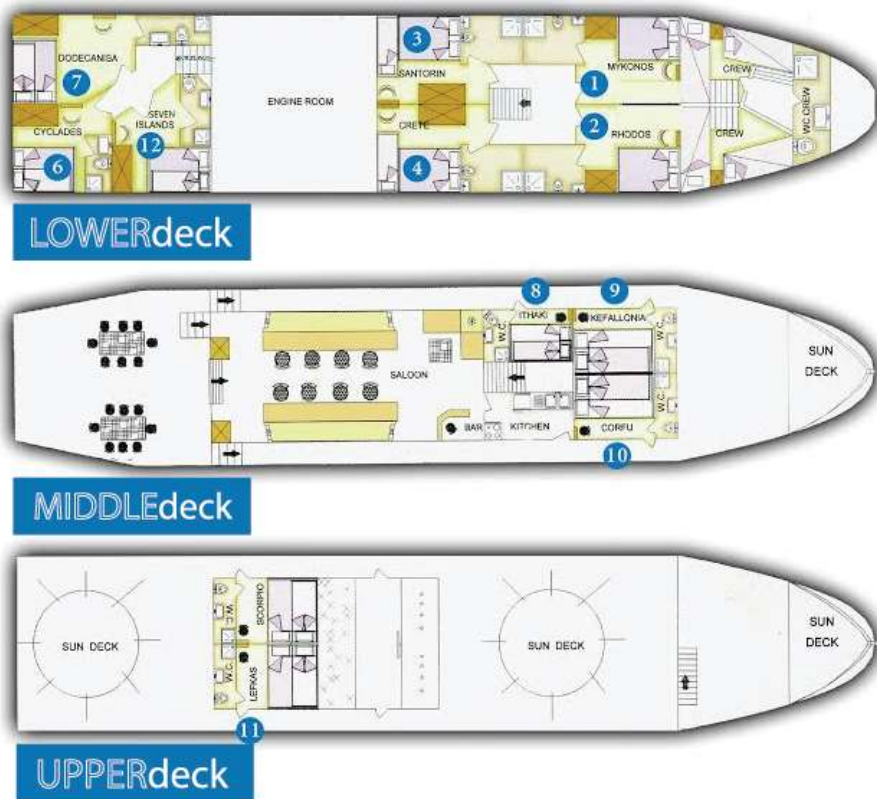 3
DODECANISA
7
SANTORIN
1
MYKONOS
CREW
ENGINE ROOM
WC CREW
CYCLADES
SEVEN
ISLANDS
12
CRETE
2
RHODOS
CREW
6
4
LOWERdeck
8
9
ITHAKI
KEFALLONIA
W.C.
W.C.
SALOON
SUN
DECK
W.C.
BAR
KITCHEN
CORFU
10
MIDDLEdeck
W.C.
SCORPIO
SUN DECK
SUN DECK
SUN
DECK
W.C.
LEFKAS
11
UPPERdeck